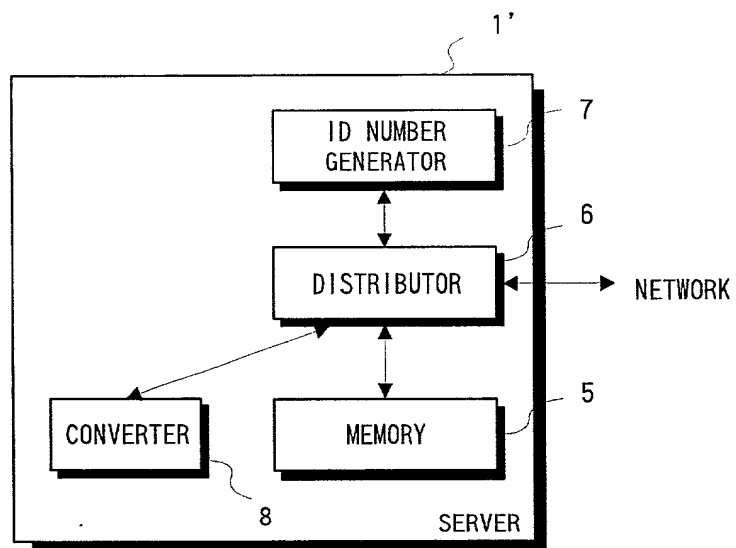 1'
ID NUMBER
GENERATOR
7
6
DISTRIBUTOR
NETWORK
5
CONVERTER
MEMORY
8
SERVER